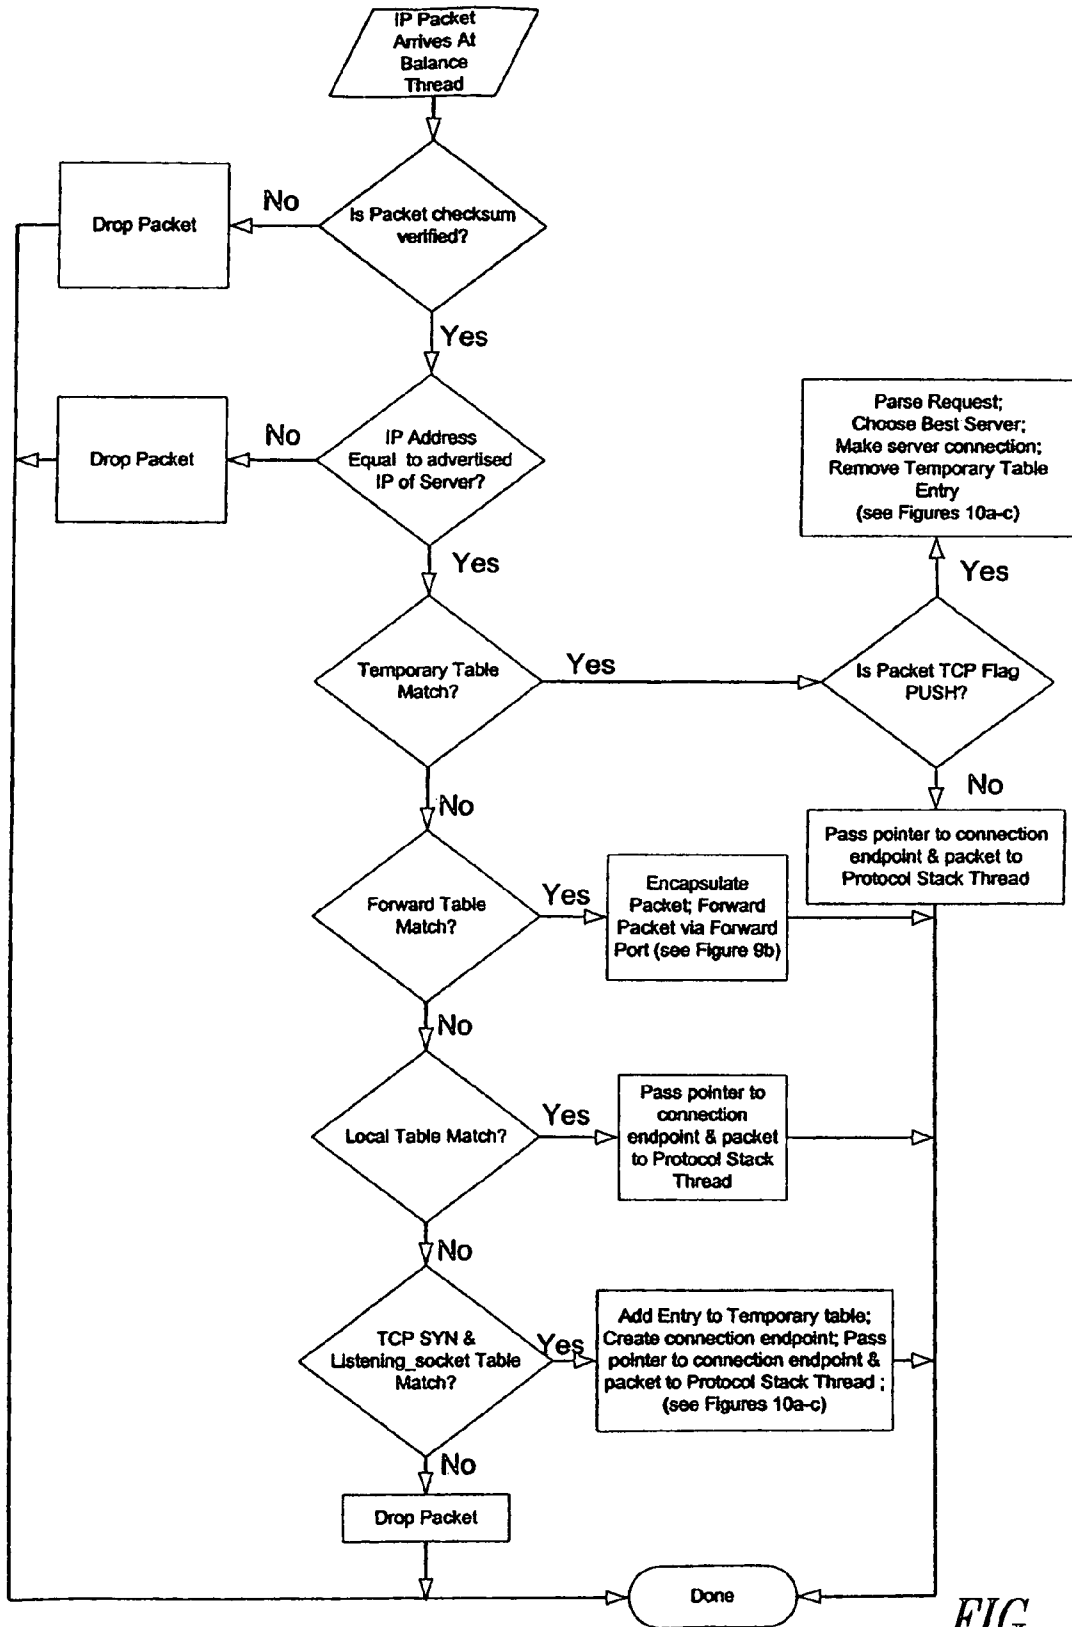 IP Packet
Arrives At
Balance
Thread
Is Packet checksum
verified?
No
Drop Packet
Yes
IP Address
Equal to advertised
IP of Server?
No
Drop Packet
Yes
Parse Request;
Choose Best Server;
Make server connection;
Remove Temporary Table
Entry
(see Figures 10a-c)
Yes
Temporary Table
Match?
Yes
Is Packet TCP Flag
PUSH?
No
No
Pass pointer to connection
endpoint & packet to
Protocol Stack Thread
Forward Table
Match?
Yes
Encapsulate
Packet; Forward
Packet via Forward
Port (see Figure 9b)
No
Local Table Match?
Yes
Pass pointer to
connection
endpoint & packet
to Protocol Stack
Thread
No
TCP SYN &
Listening_socket Table
Match?
Yes
Add Entry to Temporary table;
Create connection endpoint; Pass
pointer to connection endpoint &
packet to Protocol Stack Thread ;
(see Figures 10a-c)
No
Drop Packet
Done
FIG